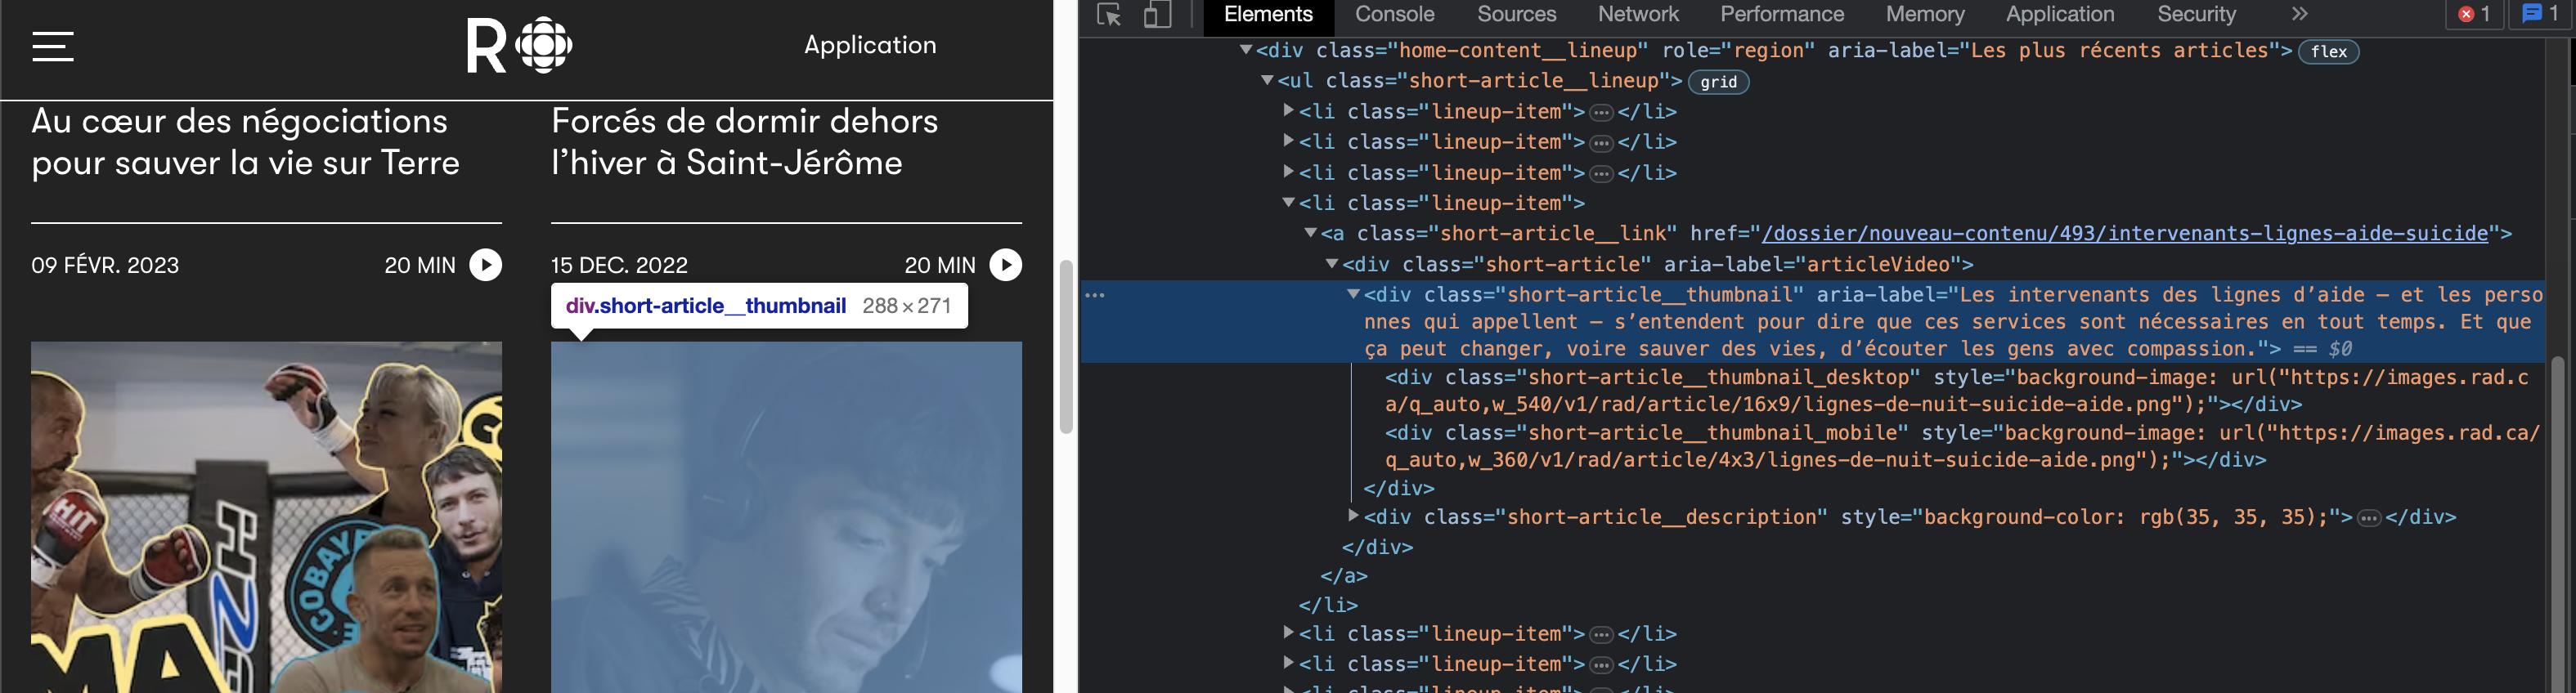 R
Application
Au cœur des négociations
pour sauver la vie sur Terre
Forcés de dormir dehors
l’hiver à Saint-Jérôme
09 FÉVR. 2023
20 MIN
15 DEC. 2022
20 MIN
div.short-article__thumbnail 288 × 271
HIT
COBAYE
MA
Elements Console Sources Network Performance Memory Application Security » 1 1
<div class="home-content__lineup" role="region" aria-label="Les plus récents articles"> flex
<ul class="short-article__lineup"> grid
<li class="lineup-item"> … </li>
<li class="lineup-item"> … </li>
<li class="lineup-item"> … </li>
<li class="lineup-item">
<a class="short-article__link" href="/dossier/nouveau-contenu/493/intervenants-lignes-aide-suicide">
<div class="short-article" aria-label="articleVideo">
<div class="short-article__thumbnail" aria-label="Les intervenants des lignes d’aide – et les perso
nnes qui appellent – s’entendent pour dire que ces services sont nécessaires en tout temps. Et que
ça peut changer, voire sauver des vies, d’écouter les gens avec compassion."> == $0
<div class="short-article__thumbnail_desktop" style="background-image: url("https://images.rad.c
a/q_auto,w_540/v1/rad/article/16x9/lignes-de-nuit-suicide-aide.png");"></div>
<div class="short-article__thumbnail_mobile" style="background-image: url("https://images.rad.ca/
q_auto,w_360/v1/rad/article/4x3/lignes-de-nuit-suicide-aide.png");"></div>
</div>
<div class="short-article__description" style="background-color: rgb(35, 35, 35);"> … </div>
</div>
</a>
</li>
<li class="lineup-item"> … </li>
<li class="lineup-item"> … </li>
<li class="lineup-item"> … </li>